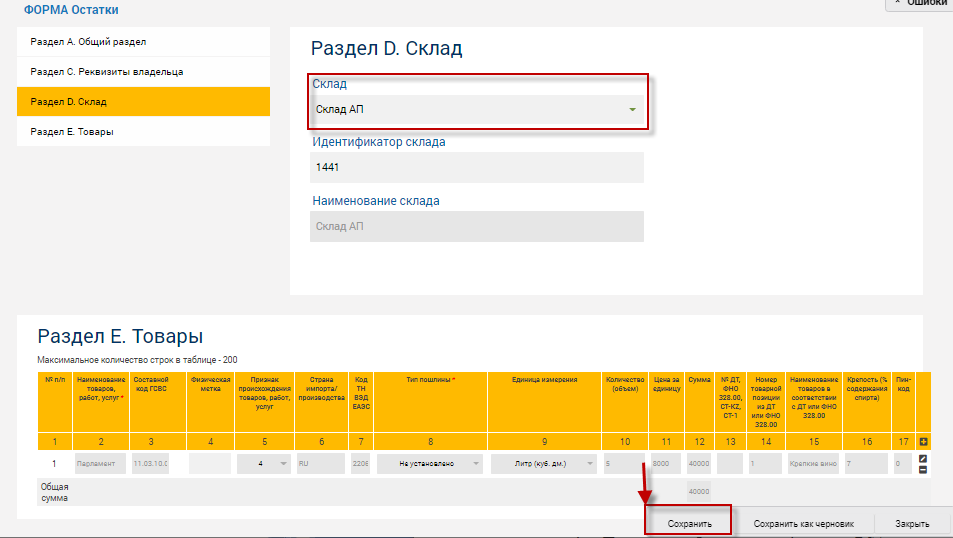 ФОРМА Остатки
Ошибки
Раздел A. Общий раздел
Раздел C. Реквизиты владельца
Раздел D. Склад
Раздел E. Товары
Раздел D. Склад
Склад
Склад АП
Идентификатор склада
1441
Наименование склада
Склад АП
Раздел E. Товары
Максимальное количество строк в таблице - 200
№ п/п
Наименование
товаров,
работ, услуг *
Составной
код ГСВС
Физическая
метка
Признак
происхождения
товаров, работ,
услуг
Страна
импорта/
производства
Код
ТН
ВЭД
ЕАЭС
Тип пошлины *
Единица измерения
Количество
(объем)
Цена за
единицу
Сумма
№ ДТ,
ФНО
328.00,
СТ-KZ,
СТ-1
Номер
товарной
позиции
из ДТ
или ФНО
328.00
Наименование
товаров в
соответствии
с ДТ или ФНО
328.00
Крепость (%
содержания
спирта)
Пин-
код
1 2 3 4 5 6 7 8 9 10 11 12 13 14 15 16 17
1 Парламент 11.03.10.0 4 RU 2206 Не установлено Литр (куб. дм.) 5 8000 40000 1 Крепкие вино 7 0
Общая
сумма
40000
Сохранить Сохранить как черновик Закрыть